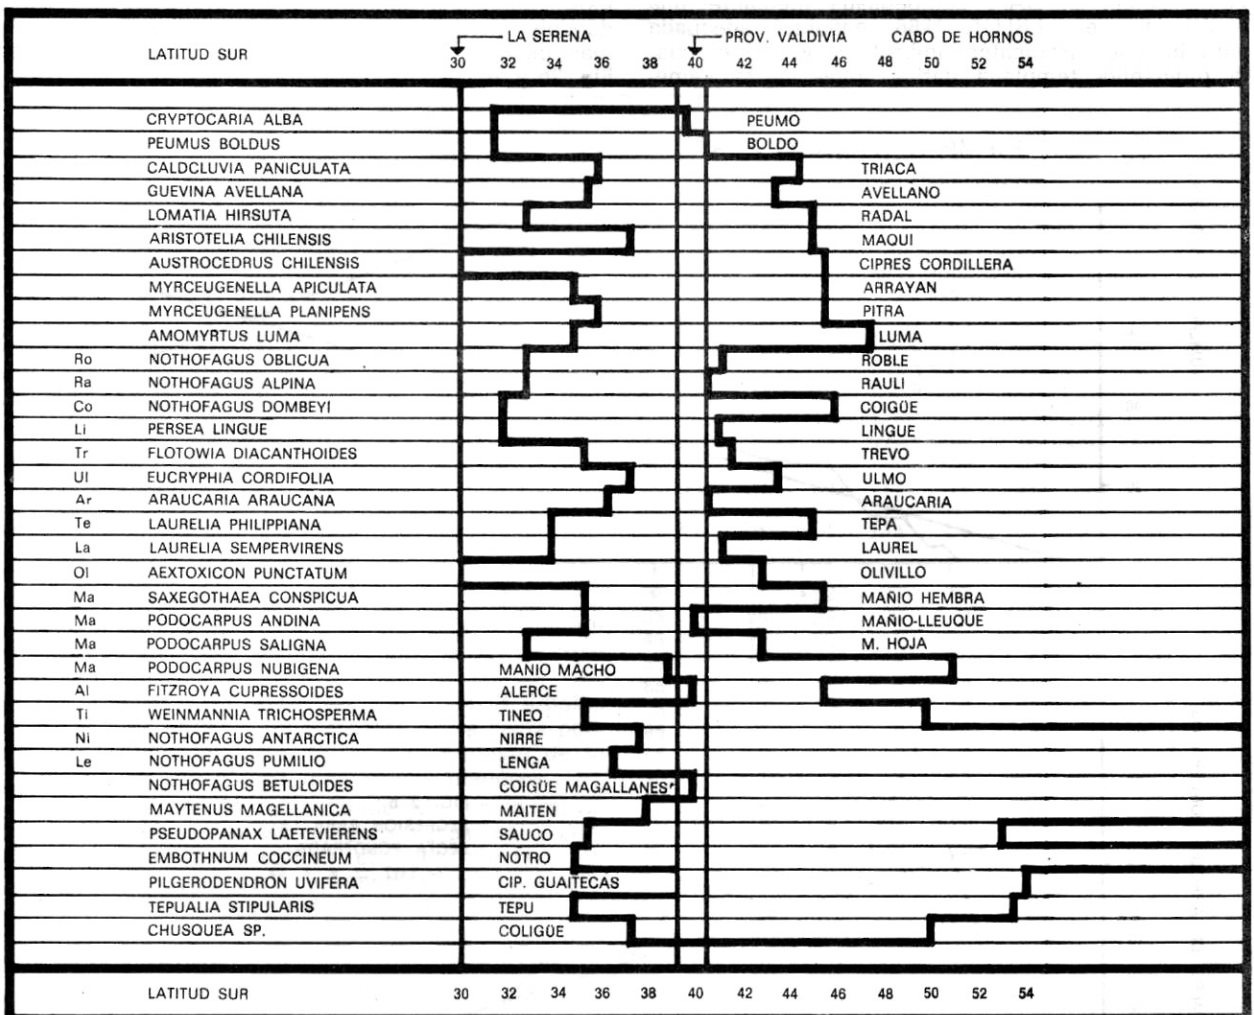 LA SERENA PROV. VALDIVIA CABO DE HORNOS
LATITUD SUR 30 32 34 36 38 40 42 44 46 48 52 54
CRYPTOCARIA ALBA PEUMO
PEUMUS BOLDUS BOLDO
CALDCLUVIA PANICULATA TRIACA
GUEVINA AVELLANA AVELLANO
LOMATIA HIRSUTA RADAL
ARISTOTELIA CHILENSIS MAQUI
AUSTROCEDRUS CHILENSIS CIPRES CORDILLERA
MYRCEUGENELLA APICULATA ARRAYAN
MYRCEUGENELLA PLANIPENS PITRA
AMOMYRTUS LUMA LUMA
Ro NOTHOFAGUS OBLICUA ROBLE
Ra NOTHOFAGUS ALPINA RAULI
Co NOTHOFAGUS DOMBEYI COIGÜE
Li PERSEA LINGUE LINGUE
Tr FLOTOWIA DIACANTHOIDES TREVO
Ul EUCRYPHIA CORDIFOLIA ULMO
Ar ARAUCARIA ARAUCANA ARAUCARIA
Te LAURELIA PHILIPPIANA TEPA
La LAURELIA SEMPERVIRENS LAUREL
Ol AEXTOXICON PUNCTATUM OLIVILLO
Ma SAXEGOTHAEA CONSPICUA MAÑIO HEMBRA
Ma PODOCARPUS ANDINA MAÑIO-LLEUQUE
Ma PODOCARPUS SALIGNA M. HOJA
Ma PODOCARPUS NUBIGENA MANIO MACHO
Al FITZROYA CUPRESSOIDES ALERCE
Ti WEINMANNIA TRICHOSPERMA TINEO
Ni NOTHOFAGUS ANTARCTICA NIRRE
Le NOTHOFAGUS PUMILIO LENGA
NOTHOFAGUS BETULOIDES COIGÜE MAGALLANES
MAYTENUS MAGELLANICA MAITEN
PSEUDOPANAX LAETEVIERENS SAUCO
EMBOTHNUM COCCINEUM NOTRO
PILGERODENDRON UVIFERA CIP. GUAITECAS
TEPUALIA STIPULARIS TEPU
CHUSQUEA SP. COLIGÜE
LATITUD SUR 30 32 34 36 38 40 42 44 46 48 50 52 54